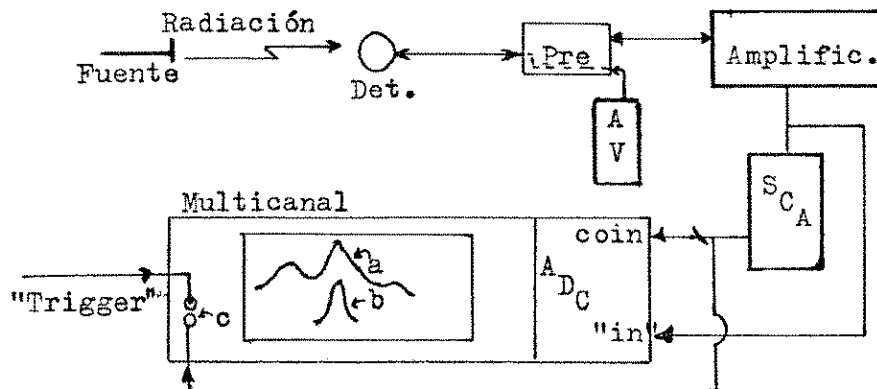 Radiación
Fuente
Det.
Pre
Amplific.
A
V
S
C
A
Multicanal
coin
a
b
A
D
C
"Trigger"
c
"in"